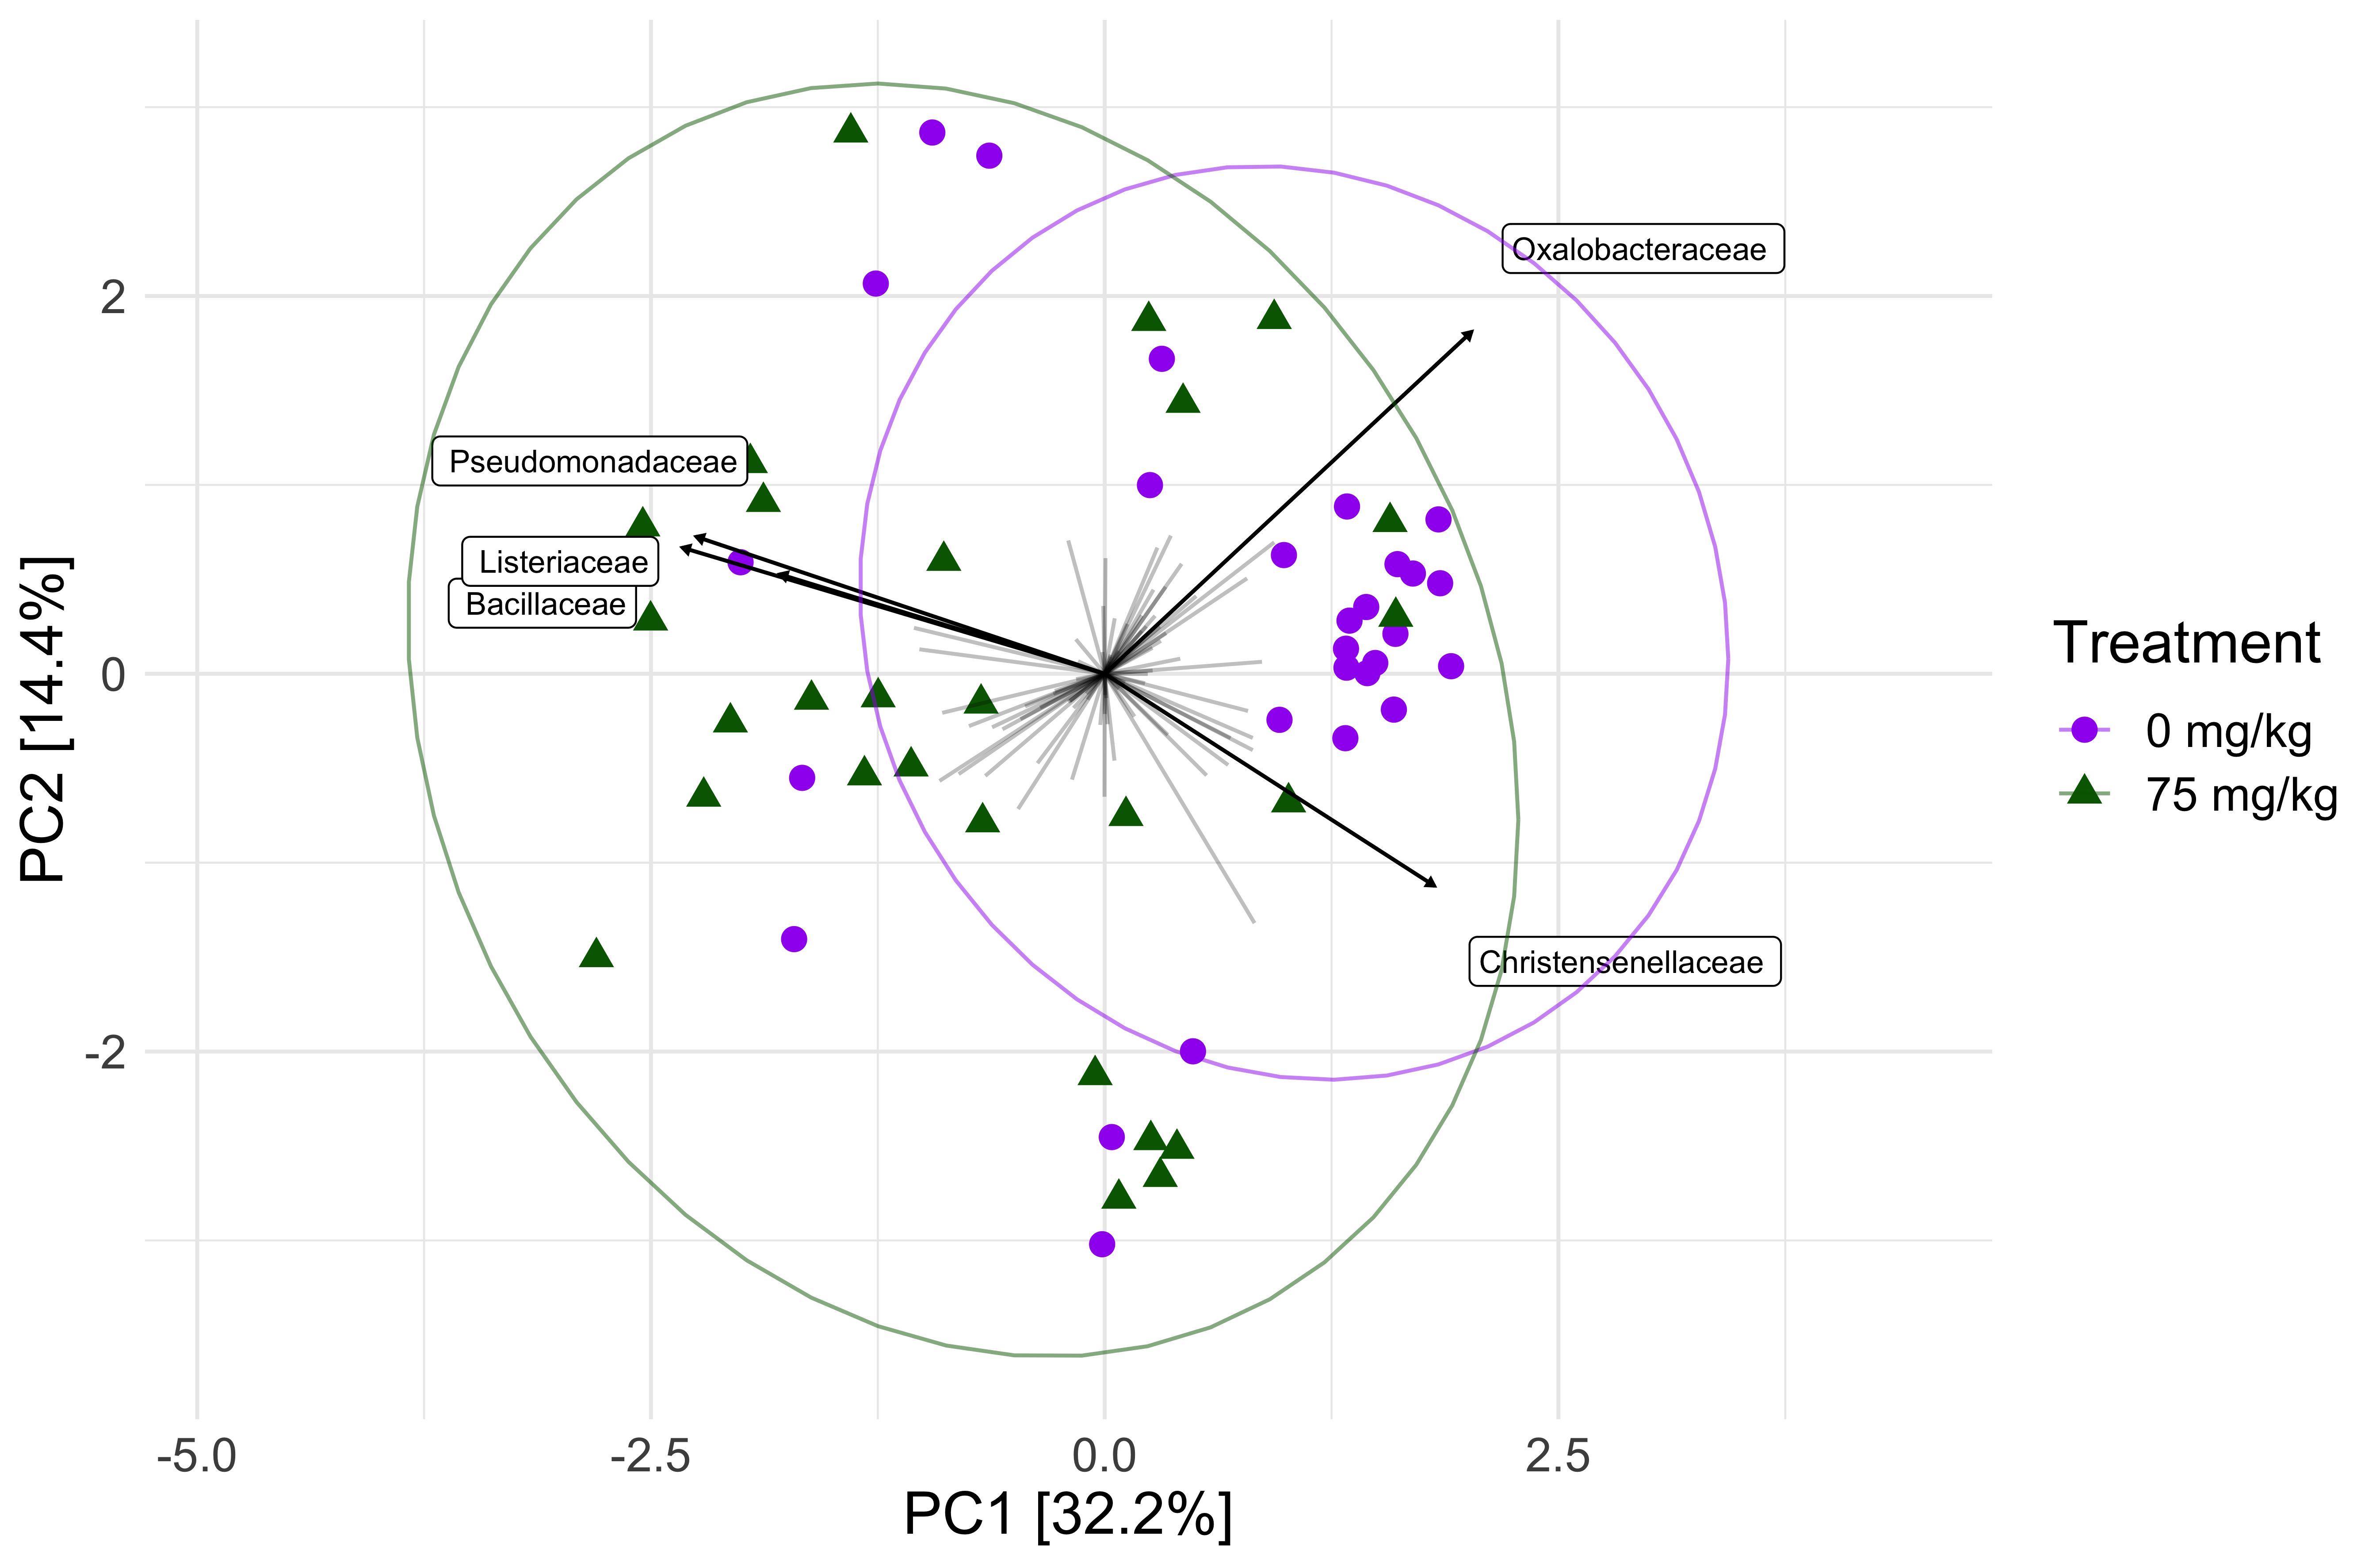 Oxalobacteraceae
2
Pseudomonadaceae
Listeriaceae
Bacillaceae
0
Christensenellaceae
-2
PC2 [14.4%]
-5.0
-2.5
0.0
2.5
PC1 [32.2%]
Treatment
0 mg/kg
75 mg/kg